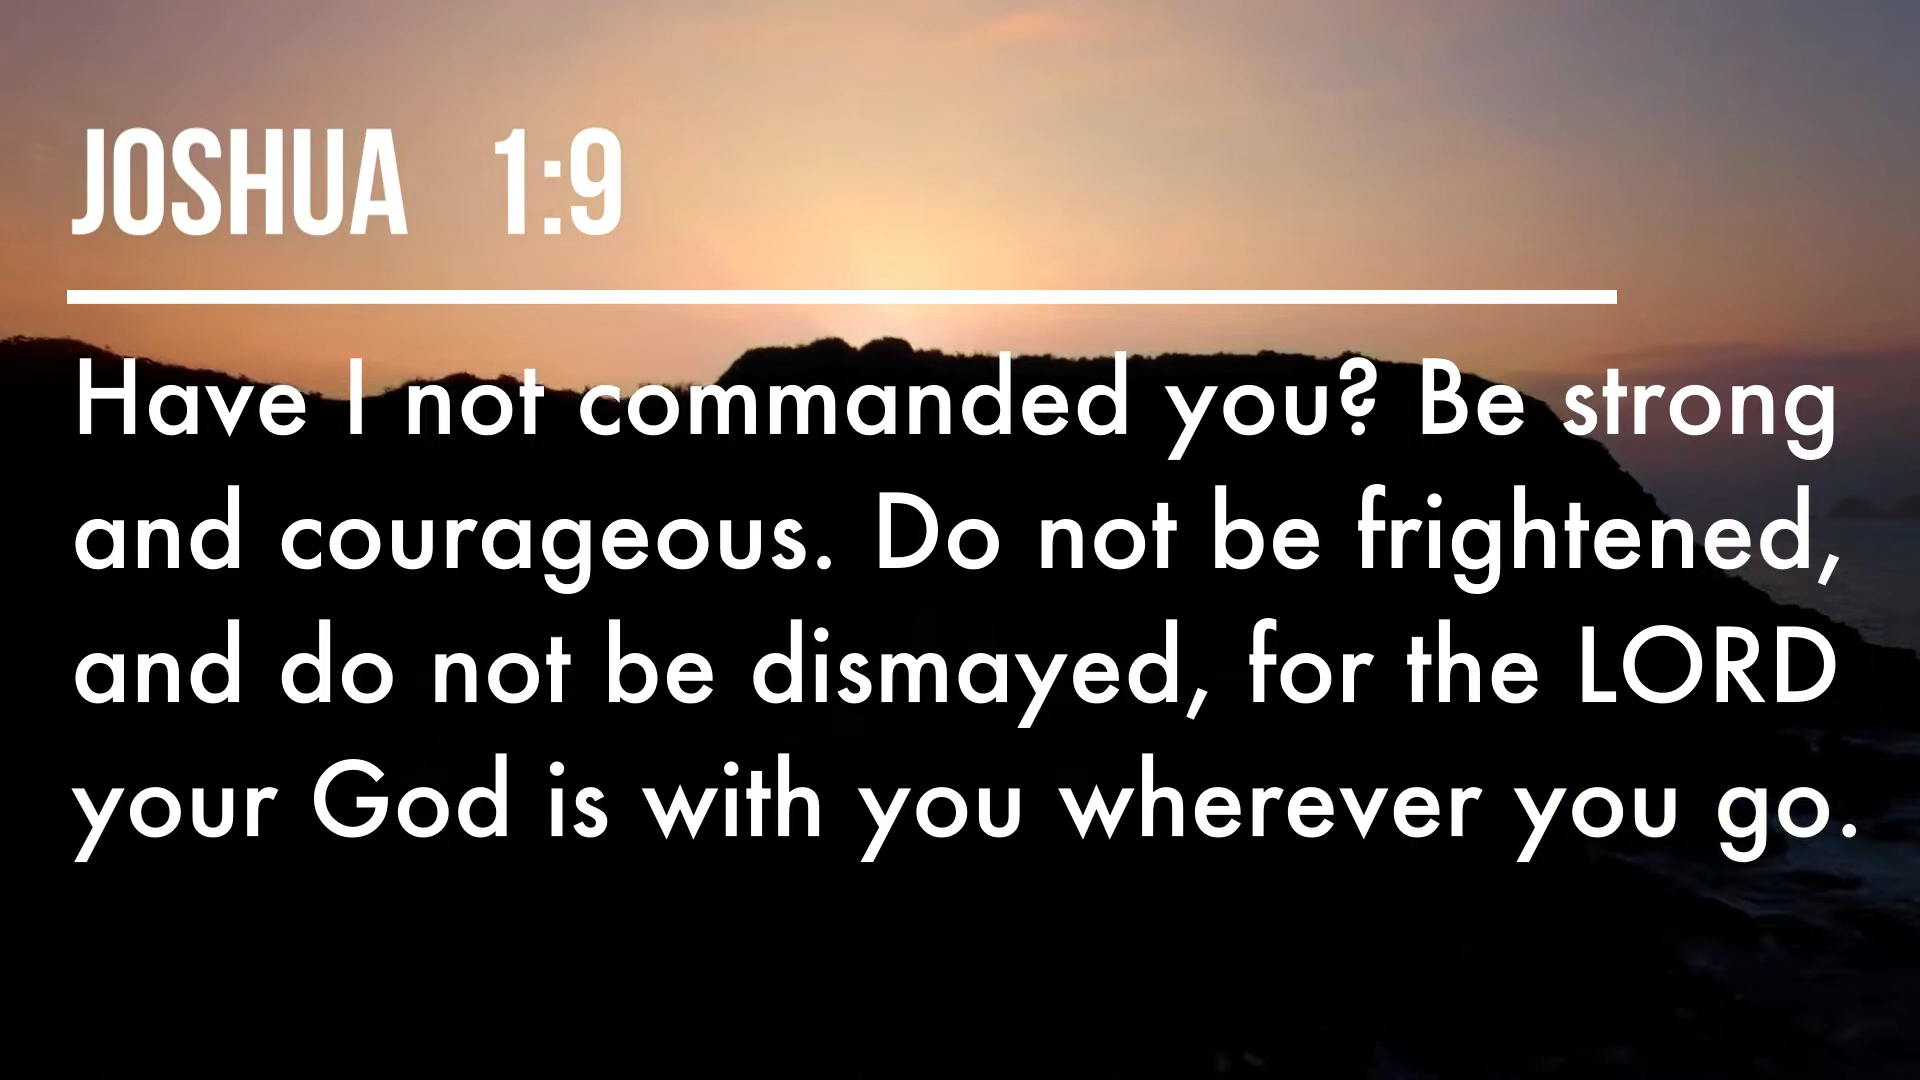 JOSHUA 1:9
Have I not commanded you? Be strong
and courageous. Do not be frightened,
and do not be dismayed, for the LORD
your God is with you wherever you go.